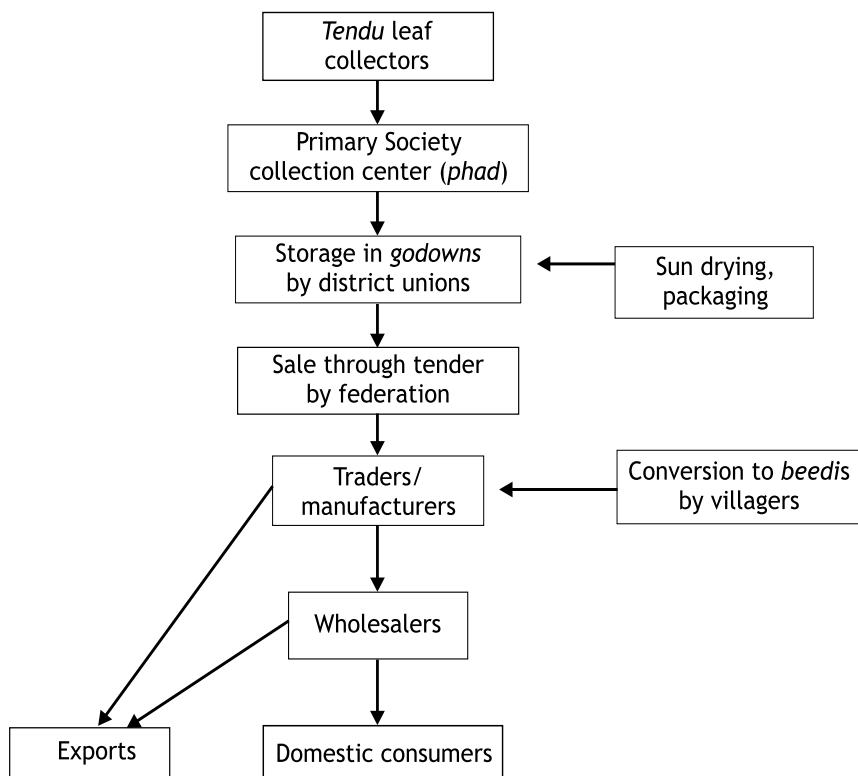 Tendu leaf
collectors
Primary Society
collection center (phad)
Storage in godowns
by district unions
Sun drying,
packaging
Sale through tender
by federation
Traders/
manufacturers
Conversion to beedis
by villagers
Wholesalers
Exports
Domestic consumers